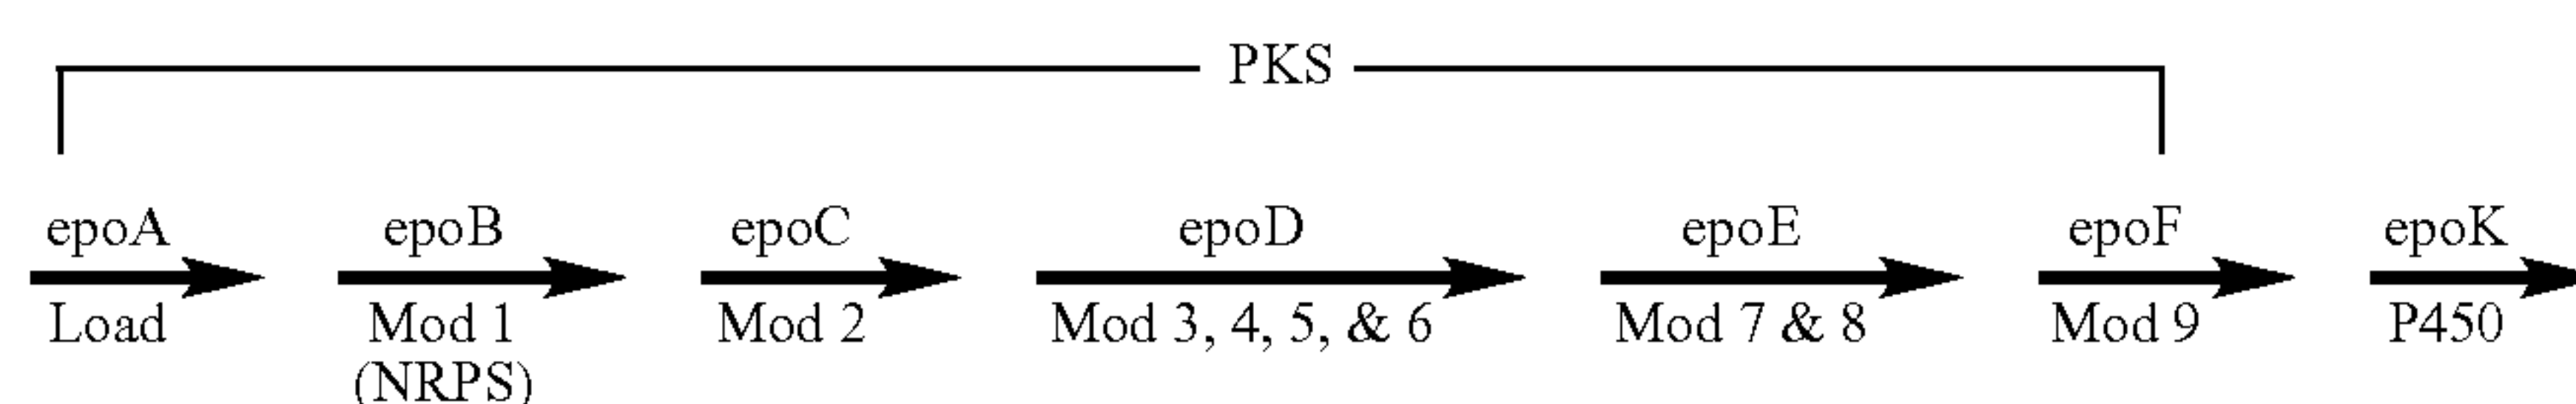 PKS
epoA epoB epoC epoD epoE epoF epoK
Load Mod 1 Mod 2 Mod 3, 4, 5, & 6 Mod 7 & 8 Mod 9 P450
(NRPS)